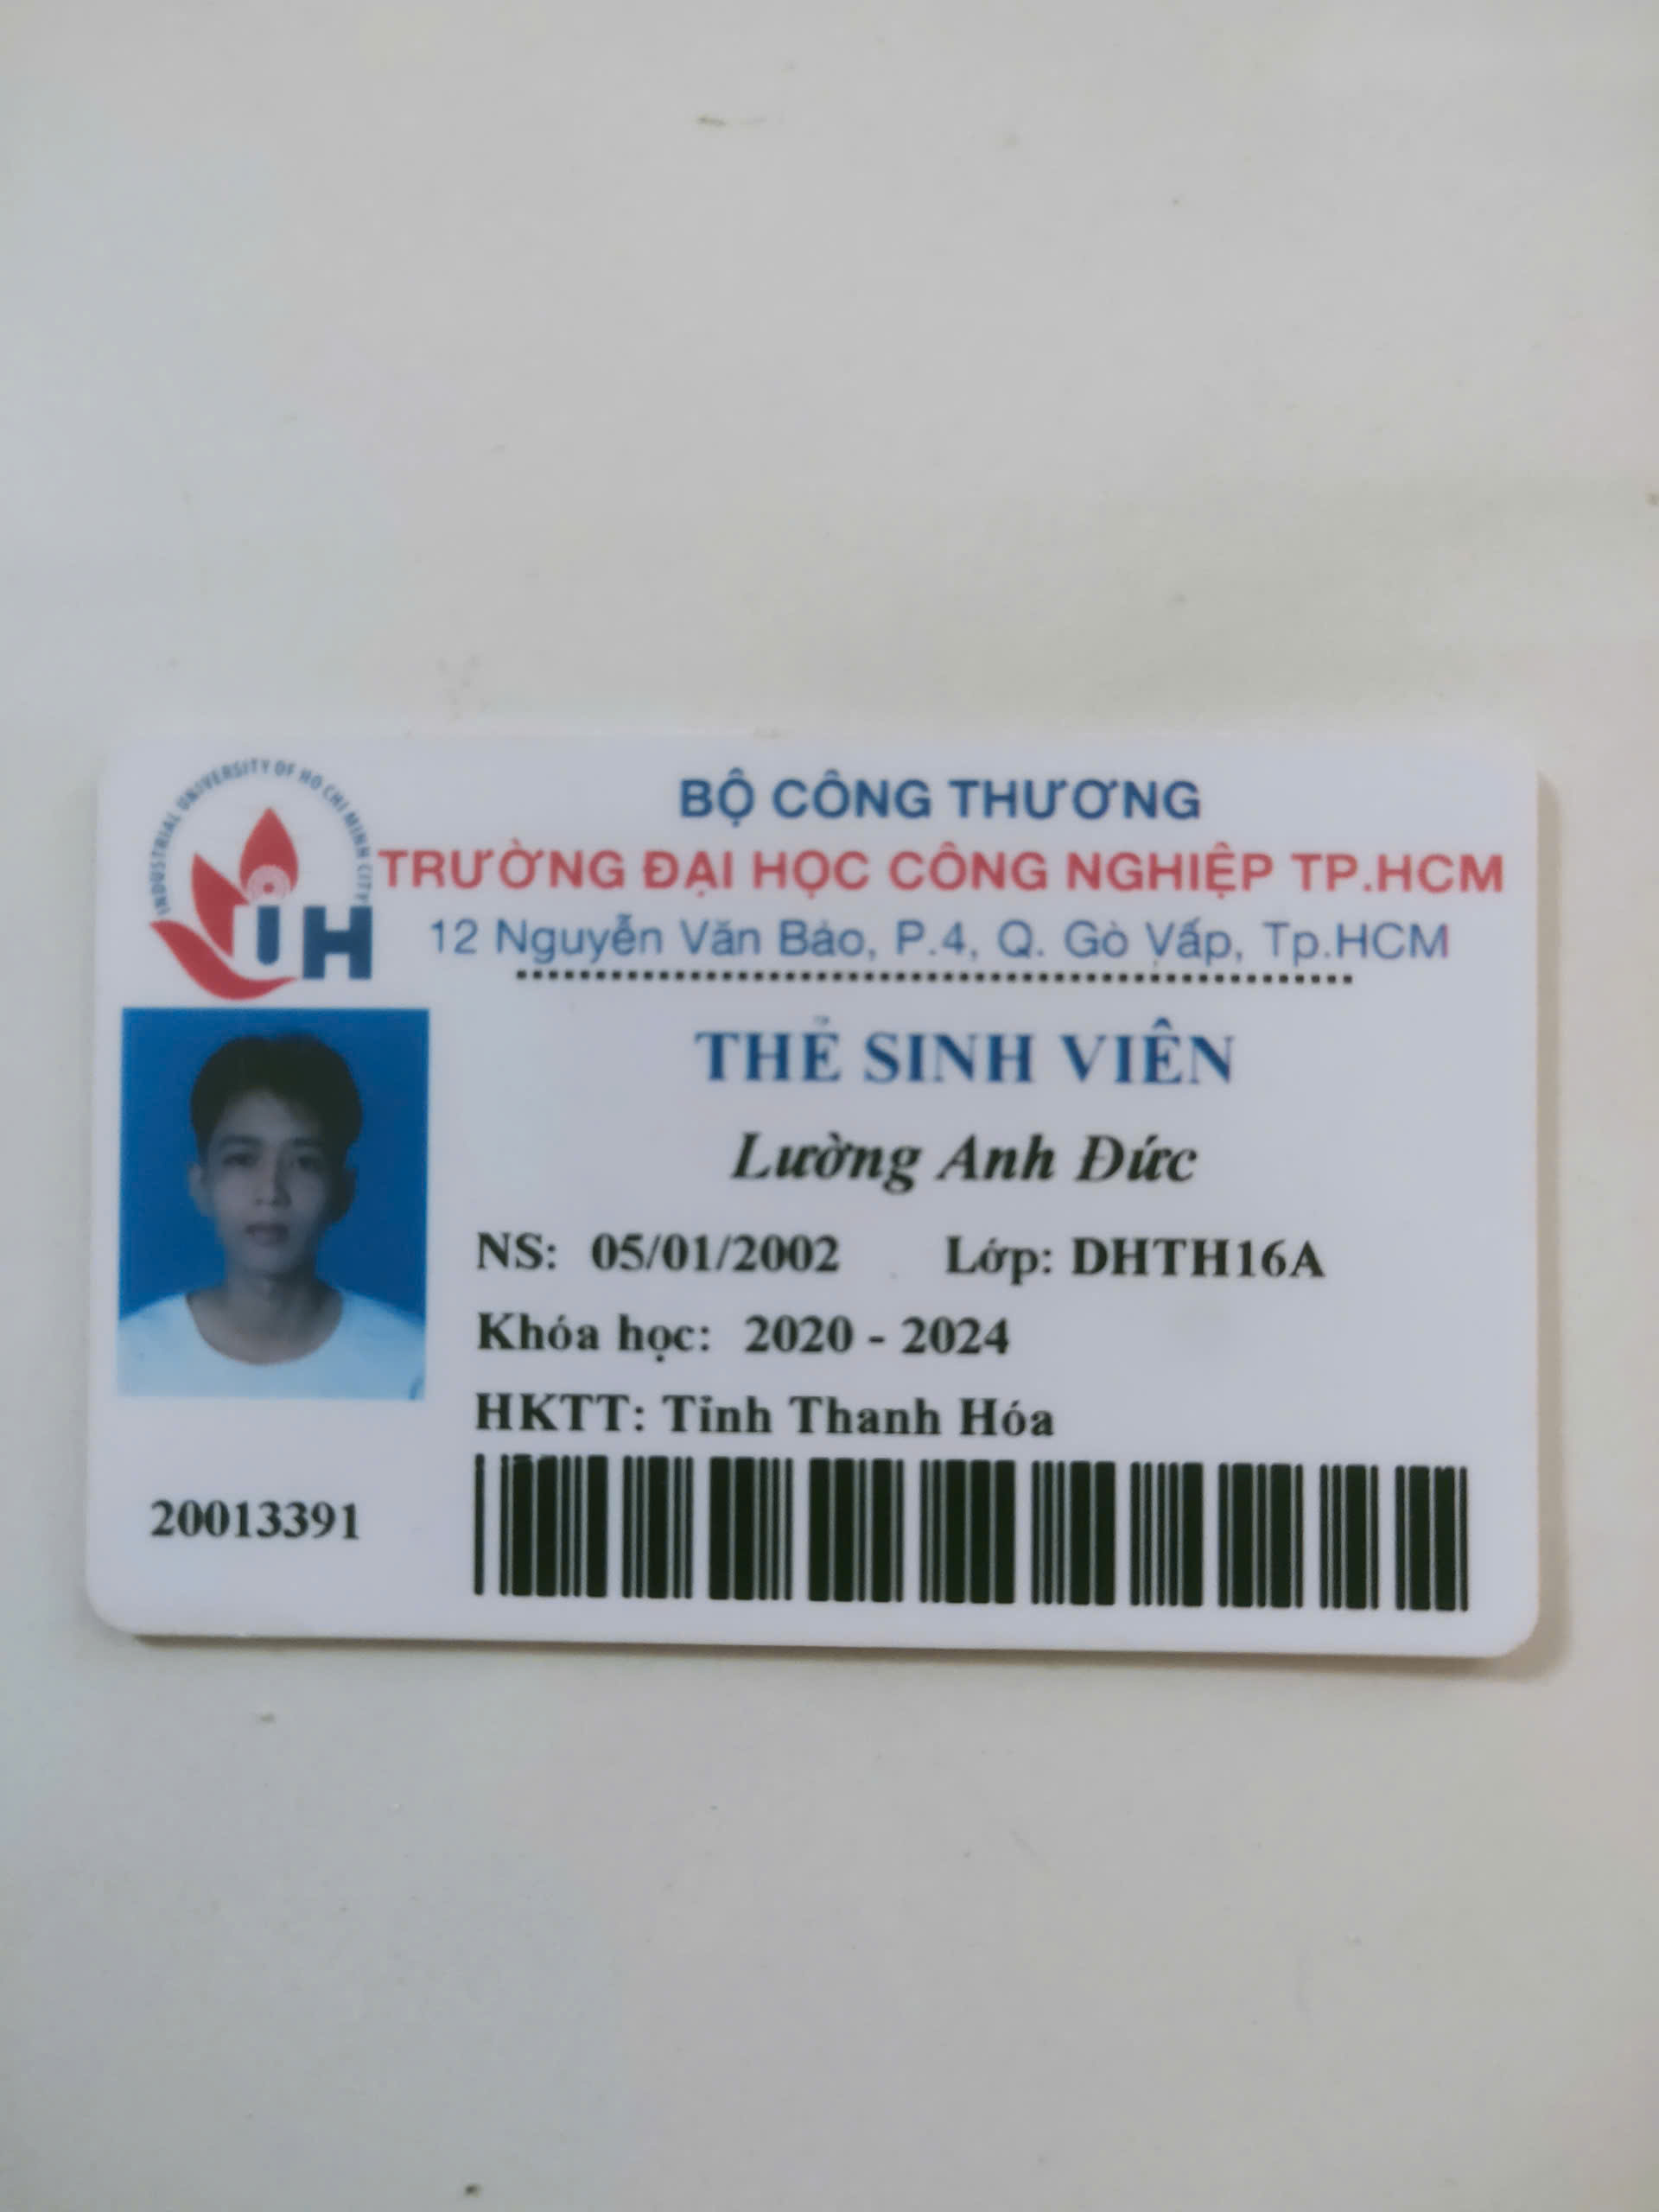 INDUSTRIAL UNIVERSITY OF HO CHI MINH CITY
IUH
BỘ CÔNG THƯƠNG
TRƯỜNG ĐẠI HỌC CÔNG NGHIỆP TP.HCM
12 Nguyễn Văn Bảo, P.4, Q. Gò Vấp, Tp.HCM
THẺ SINH VIÊN
Lường Anh Đức
NS: 05/01/2002 Lớp: DHTH16A
Khóa học: 2020 - 2024
HKTT: Tỉnh Thanh Hóa
20013391